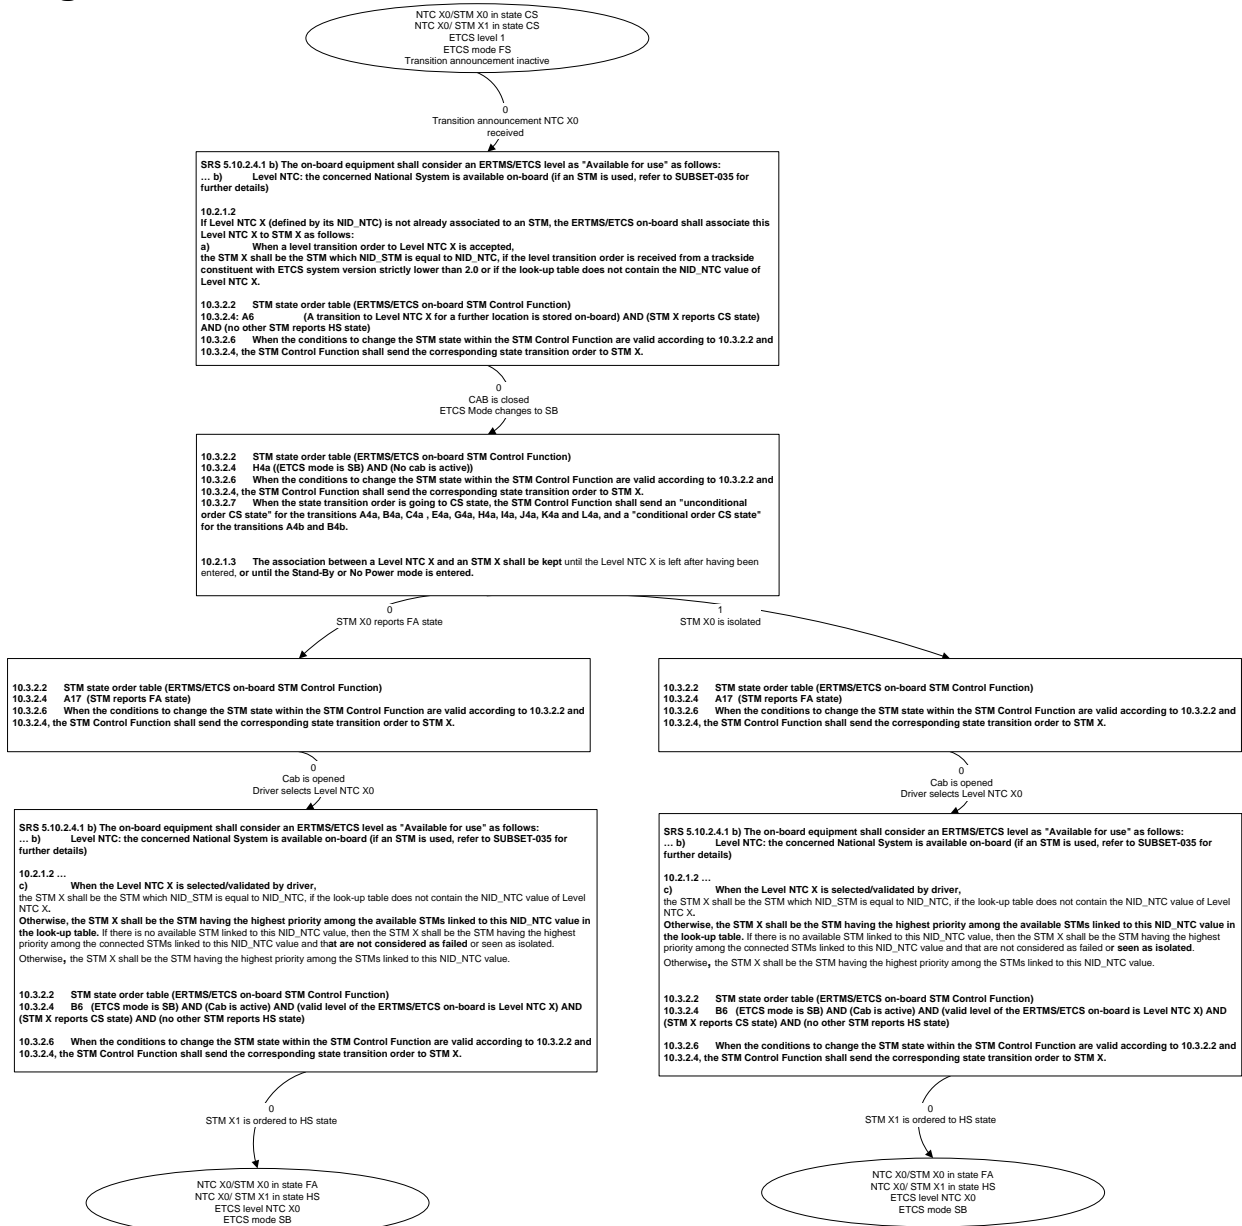 NTC X0/STM X0 in state CS
NTC X0/ STM X1 in state CS
ETCS level 1
ETCS mode FS
Transition announcement inactive
0
Transition announcement NTC X0
received
SRS 5.10.2.4.1 b) The on-board equipment shall consider an ERTMS/ETCS level as "Available for use" as follows:
... b) Level NTC: the concerned National System is available on-board (if an STM is used, refer to SUBSET-035 for
further details)
10.2.1.2
If Level NTC X (defined by its NID_NTC) is not already associated to an STM, the ERTMS/ETCS on-board shall associate this
Level NTC X to STM X as follows:
a) When a level transition order to Level NTC X is accepted,
the STM X shall be the STM which NID_STM is equal to NID_NTC, if the level transition order is received from a trackside
constituent with ETCS system version strictly lower than 2.0 or if the look-up table does not contain the NID_NTC value of
Level NTC X.
10.3.2.2 STM state order table (ERTMS/ETCS on-board STM Control Function)
10.3.2.4: A6 (A transition to Level NTC X for a further location is stored on-board) AND (STM X reports CS state)
AND (no other STM reports HS state)
10.3.2.6 When the conditions to change the STM state within the STM Control Function are valid according to 10.3.2.2 and
10.3.2.4, the STM Control Function shall send the corresponding state transition order to STM X.
0
CAB is closed
ETCS Mode changes to SB
10.3.2.2 STM state order table (ERTMS/ETCS on-board STM Control Function)
10.3.2.4 H4a ((ETCS mode is SB) AND (No cab is active))
10.3.2.6 When the conditions to change the STM state within the STM Control Function are valid according to 10.3.2.2 and
10.3.2.4, the STM Control Function shall send the corresponding state transition order to STM X.
10.3.2.7 When the state transition order is going to CS state, the STM Control Function shall send an "unconditional
order CS state" for the transitions A4a, B4a, C4a , E4a, G4a, H4a, I4a, J4a, K4a and L4a, and a "conditional order CS state"
for the transitions A4b and B4b.
10.2.1.3 The association between a Level NTC X and an STM X shall be kept until the Level NTC X is left after having been
entered, or until the Stand-By or No Power mode is entered.
0
STM X0 reports FA state
1
STM X0 is isolated
10.3.2.2 STM state order table (ERTMS/ETCS on-board STM Control Function)
10.3.2.4 A17 (STM reports FA state)
10.3.2.6 When the conditions to change the STM state within the STM Control Function are valid according to 10.3.2.2 and
10.3.2.4, the STM Control Function shall send the corresponding state transition order to STM X.
0
Cab is opened
Driver selects Level NTC X0
SRS 5.10.2.4.1 b) The on-board equipment shall consider an ERTMS/ETCS level as "Available for use" as follows:
... b) Level NTC: the concerned National System is available on-board (if an STM is used, refer to SUBSET-035 for
further details)
10.2.1.2 ...
c) When the Level NTC X is selected/validated by driver,
the STM X shall be the STM which NID_STM is equal to NID_NTC, if the look-up table does not contain the NID_NTC value of Level
NTC X.
Otherwise, the STM X shall be the STM having the highest priority among the available STMs linked to this NID_NTC value in
the look-up table. If there is no available STM linked to this NID_NTC value, then the STM X shall be the STM having the highest
priority among the connected STMs linked to this NID_NTC value and that are not considered as failed or seen as isolated.
Otherwise, the STM X shall be the STM having the highest priority among the STMs linked to this NID_NTC value.
10.3.2.2 STM state order table (ERTMS/ETCS on-board STM Control Function)
10.3.2.4 B6 (ETCS mode is SB) AND (Cab is active) AND (valid level of the ERTMS/ETCS on-board is Level NTC X) AND
(STM X reports CS state) AND (no other STM reports HS state)
10.3.2.6 When the conditions to change the STM state within the STM Control Function are valid according to 10.3.2.2 and
10.3.2.4, the STM Control Function shall send the corresponding state transition order to STM X.
0
STM X1 is ordered to HS state
NTC X0/STM X0 in state FA
NTC X0/ STM X1 in state HS
ETCS level NTC X0
ETCS mode SB
10.3.2.2 STM state order table (ERTMS/ETCS on-board STM Control Function)
10.3.2.4 A17 (STM reports FA state)
10.3.2.6 When the conditions to change the STM state within the STM Control Function are valid according to 10.3.2.2 and
10.3.2.4, the STM Control Function shall send the corresponding state transition order to STM X.
0
Cab is opened
Driver selects Level NTC X0
SRS 5.10.2.4.1 b) The on-board equipment shall consider an ERTMS/ETCS level as "Available for use" as follows:
... b) Level NTC: the concerned National System is available on-board (if an STM is used, refer to SUBSET-035 for
further details)
10.2.1.2 ...
c) When the Level NTC X is selected/validated by driver,
the STM X shall be the STM which NID_STM is equal to NID_NTC, if the look-up table does not contain the NID_NTC value of Level
NTC X.
Otherwise, the STM X shall be the STM having the highest priority among the available STMs linked to this NID_NTC value in
the look-up table. If there is no available STM linked to this NID_NTC value, then the STM X shall be the STM having the highest
priority among the connected STMs linked to this NID_NTC value and that are not considered as failed or seen as isolated.
Otherwise, the STM X shall be the STM having the highest priority among the STMs linked to this NID_NTC value.
10.3.2.2 STM state order table (ERTMS/ETCS on-board STM Control Function)
10.3.2.4 B6 (ETCS mode is SB) AND (Cab is active) AND (valid level of the ERTMS/ETCS on-board is Level NTC X) AND
(STM X reports CS state) AND (no other STM reports HS state)
10.3.2.6 When the conditions to change the STM state within the STM Control Function are valid according to 10.3.2.2 and
10.3.2.4, the STM Control Function shall send the corresponding state transition order to STM X.
0
STM X1 is ordered to HS state
NTC X0/STM X0 in state FA
NTC X0/ STM X1 in state HS
ETCS level NTC X0
ETCS mode SB